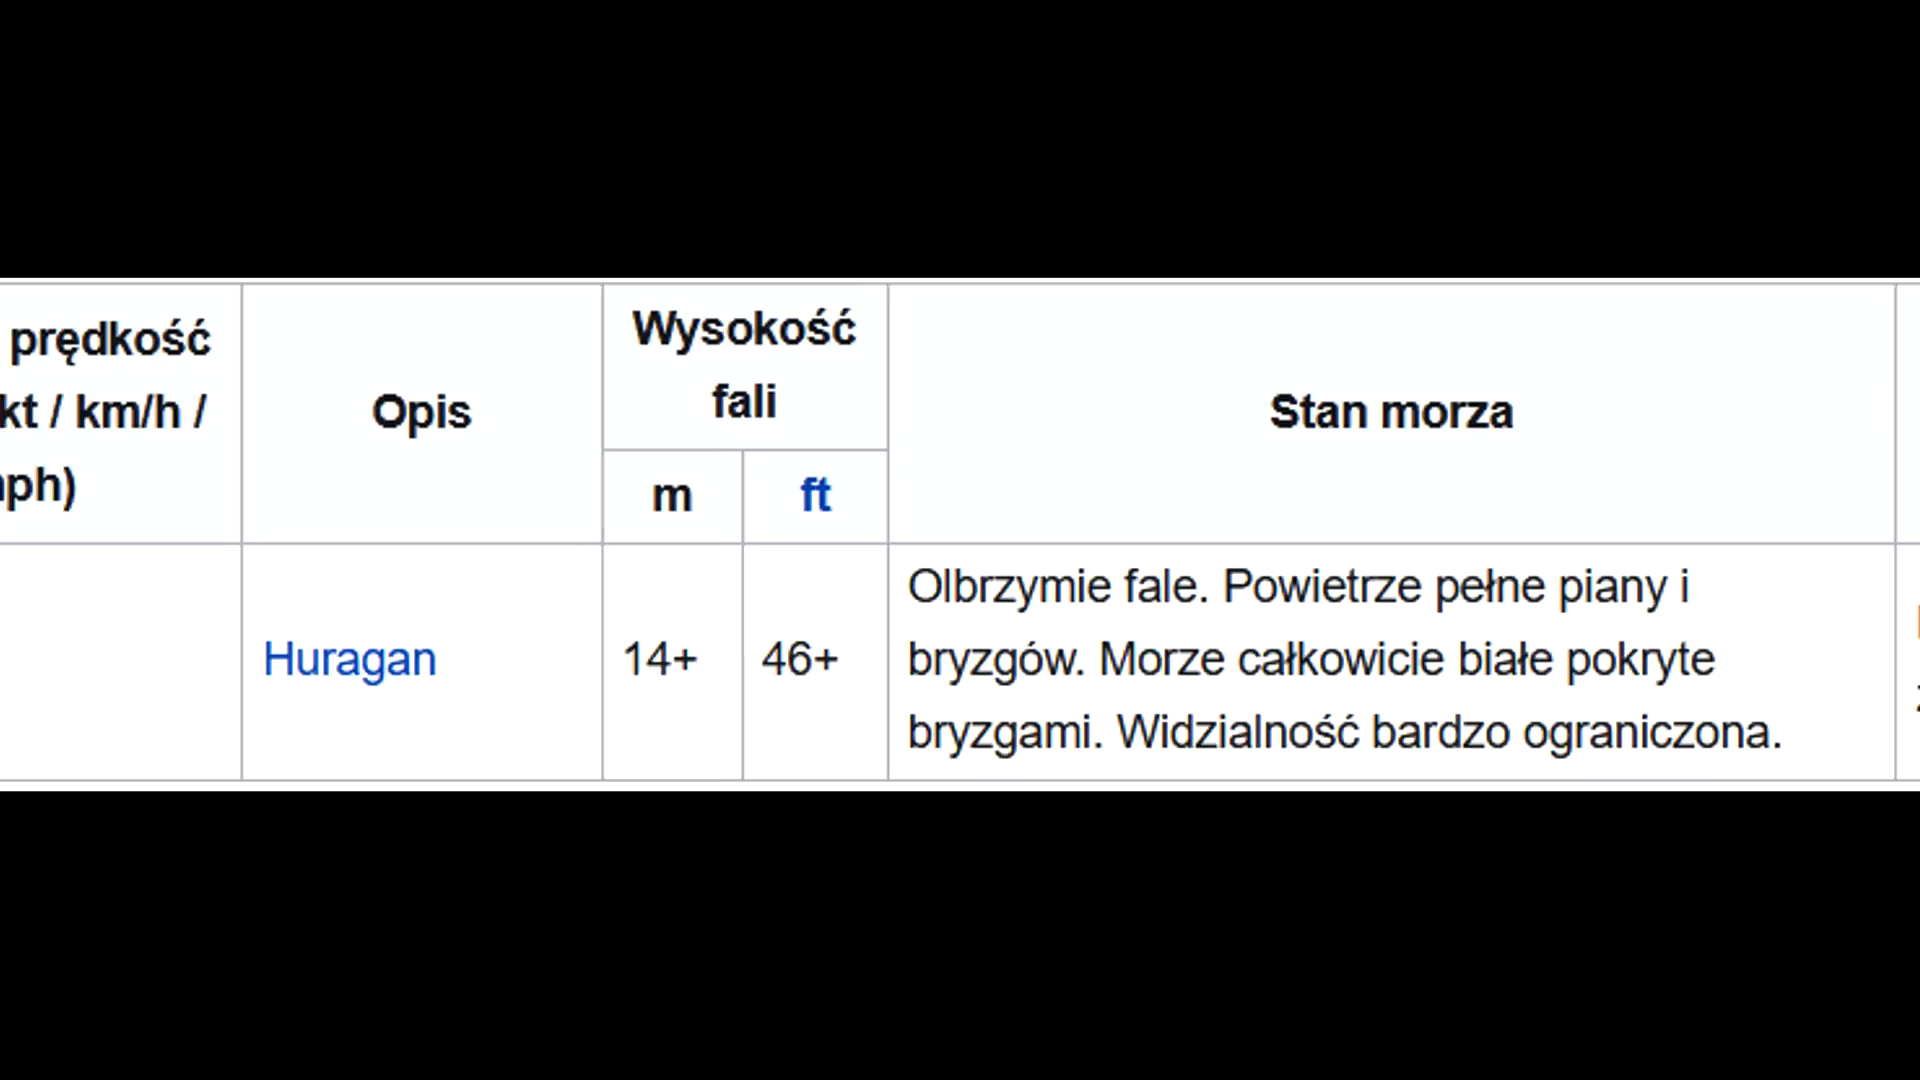 prędkość
kt / km/h /
mph)
Opis
Wysokość
fali
m
ft
Stan morza
Huragan
14+
46+
Olbrzymie fale. Powietrze pełne piany i
bryzgów. Morze całkowicie białe pokryte
bryzgami. Widzialność bardzo ograniczona.